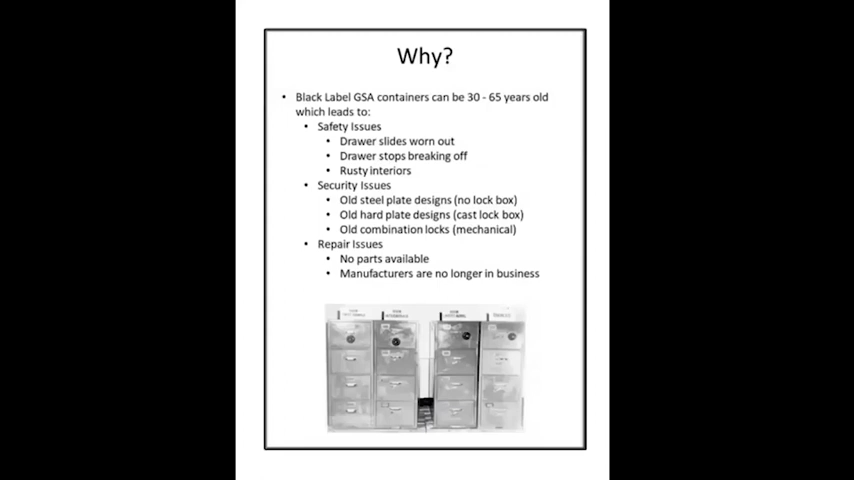 Why?
• Black Label GSA containers can be 30 - 65 years old
which leads to:
• Safety Issues
• Drawer slides worn out
• Drawer stops breaking off
• Rusty interiors
• Security Issues
• Old steel plate designs (no lock box)
• Old hard plate designs (cast lock box)
• Old combination locks (mechanical)
• Repair Issues
• No parts available
• Manufacturers are no longer in business